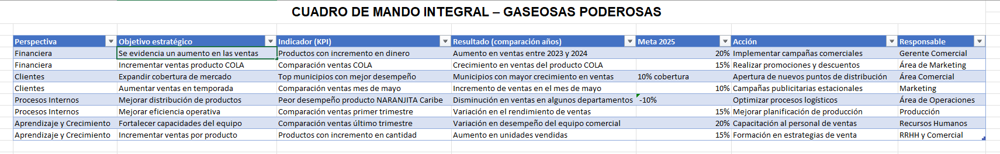 CUADRO DE MANDO INTEGRAL – GASEOSAS PODEROSAS
Perspectiva Objetivo estratégico Indicador (KPI) Resultado (comparación años) Meta 2025 Acción Responsable
Financiera Se evidencia un aumento en las ventas Productos con incremento en dinero Aumento en ventas entre 2023 y 2024 20% Implementar campañas comerciales Gerente Comercial
Financiera Incrementar ventas producto COLA Comparación ventas COLA Crecimiento en ventas del producto COLA 15% Realizar promociones y descuentos Área de Marketing
Clientes Expandir cobertura de mercado Top municipios con mejor desempeño Municipios con mayor crecimiento en ventas 10% cobertura Apertura de nuevos puntos de distribución Área Comercial
Clientes Aumentar ventas en temporada Comparación ventas mes de mayo Incremento de ventas en el mes de mayo 10% Campañas publicitarias estacionales Marketing
Procesos Internos Mejorar distribución de productos Peor desempeño producto NARANJITA Caribe Disminución en ventas en algunos departamentos -10% Optimizar procesos logísticos Área de Operaciones
Procesos Internos Mejorar eficiencia operativa Comparación ventas primer trimestre Variación en el rendimiento de ventas 15% Mejorar planificación de producción Producción
Aprendizaje y Crecimiento Fortalecer capacidades del equipo Comparación ventas último trimestre Variación en desempeño del equipo comercial 20% Capacitación al personal de ventas Recursos Humanos
Aprendizaje y Crecimiento Incrementar ventas por producto Productos con incremento en cantidad Aumento en unidades vendidas 15% Formación en estrategias de venta RRHH y Comercial